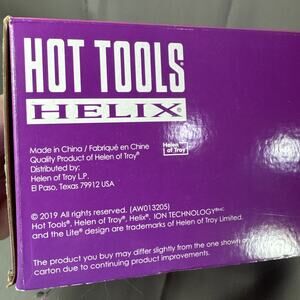 HOT TOOLS®
HELIX®
Made in China / Fabriqué en Chine
Quality Product of Helen of Troy®
Distributed by:
Helen of Troy L.P.
El Paso, Texas 79912 USA
Helen
of Troy®
© 2019 All rights reserved. (AW013205)
Hot Tools®, Helen of Troy®, Helix®, ION TECHNOLOGY
and the Lite® design are trademarks of Helen of Troy Limited.
The product you buy may differ slightly from the one shown
carton due to continuing product improvements.